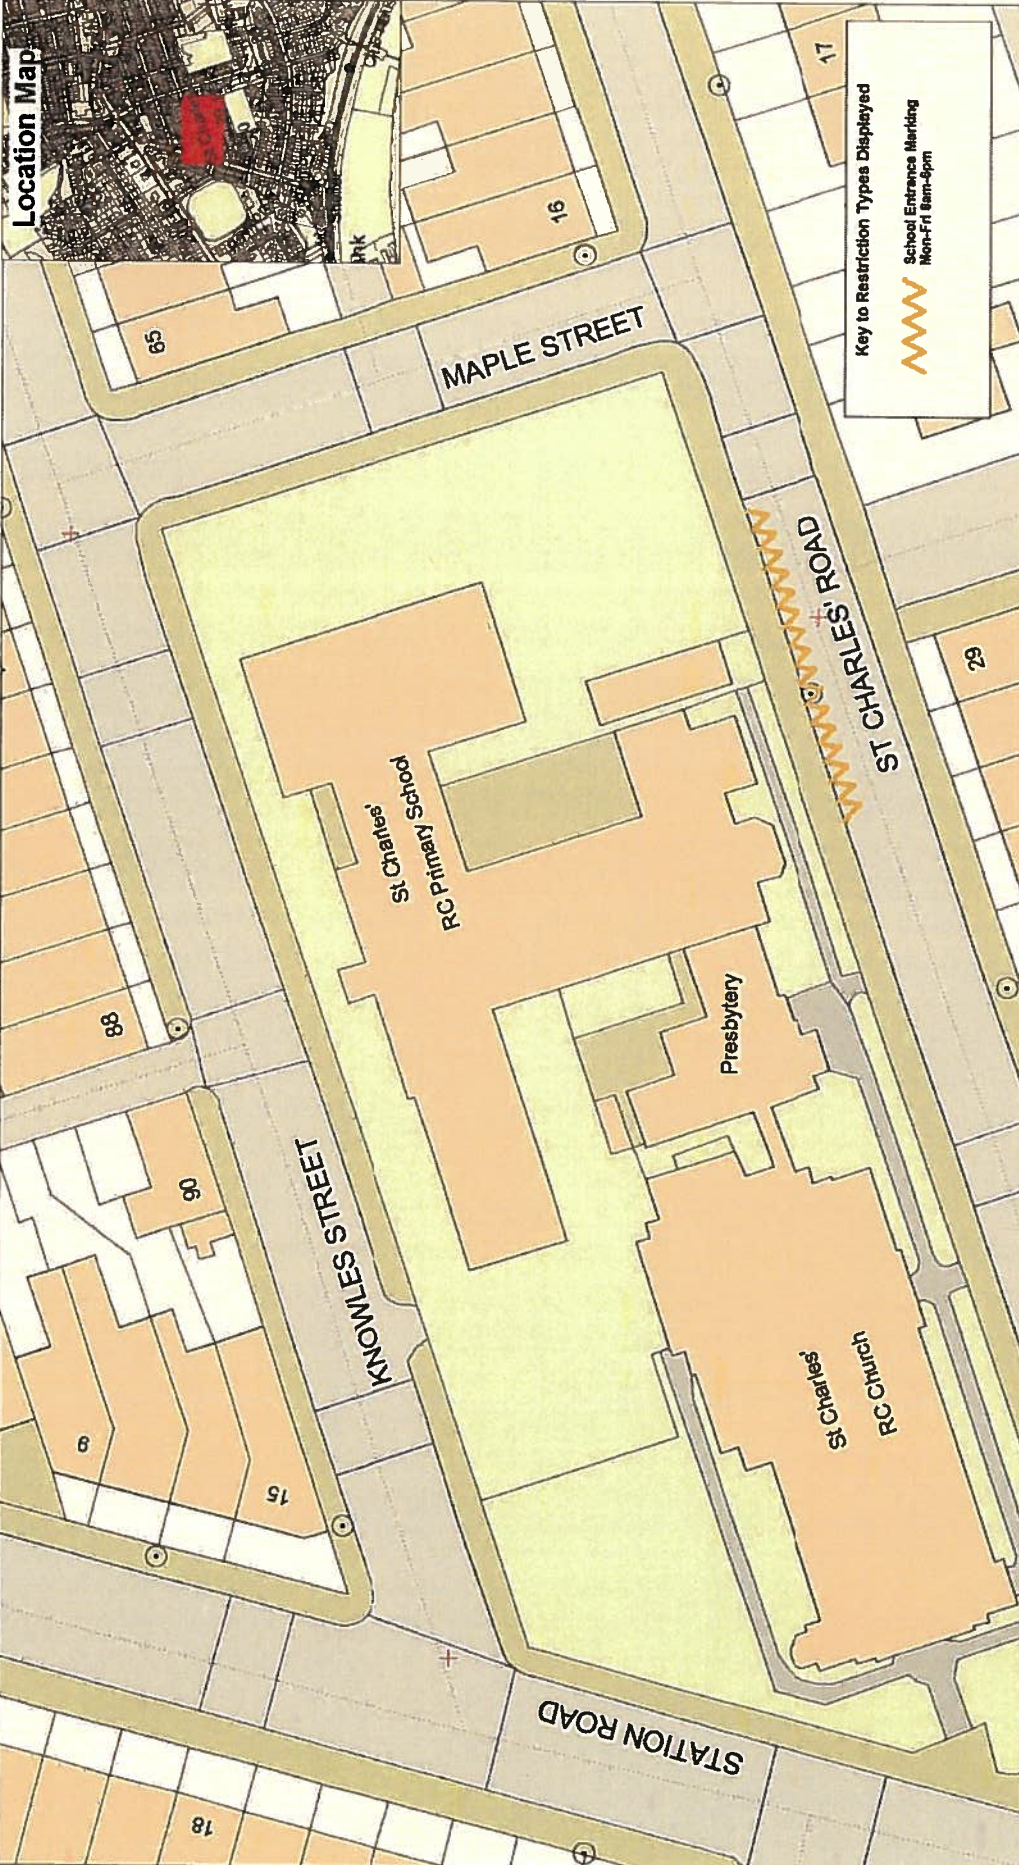 Location Map
Key to Restriction Types Displayed
School Entrance Marking
Mon-Fri 8am-6pm
17
16
65
MAPLE STREET
ST CHARLES' ROAD
29
St Charles'
RC Primary School
88
Presbytery
90
KNOWLES STREET
9
15
St Charles'
RC Church
STATION ROAD
18